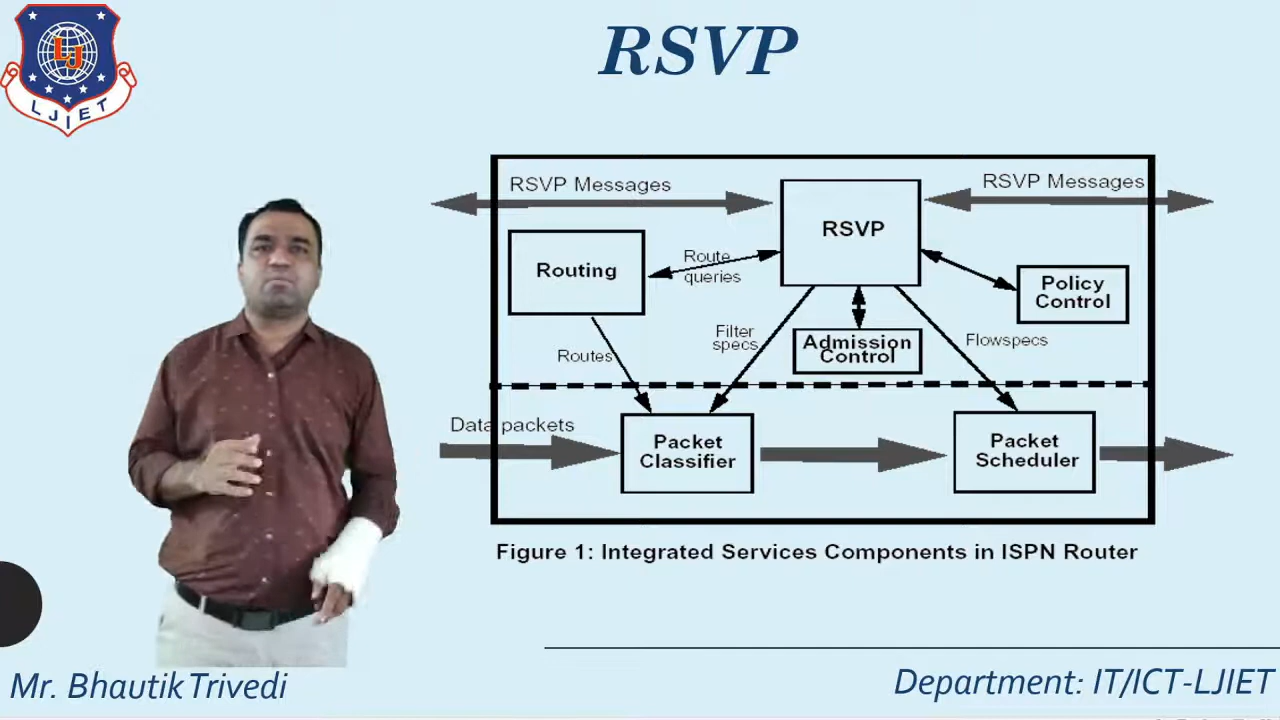 RSVP
LJ
LJIET
RSVP Messages
RSVP Messages
RSVP
Routing
Route
queries
Policy
Control
Filter
specs
Admission
Control
Flowspecs
Routes
Data packets
Packet
Classifier
Packet
Scheduler
Figure 1: Integrated Services Components in ISPN Router
Mr. Bhautik Trivedi
Department: IT/ICT-LJIET